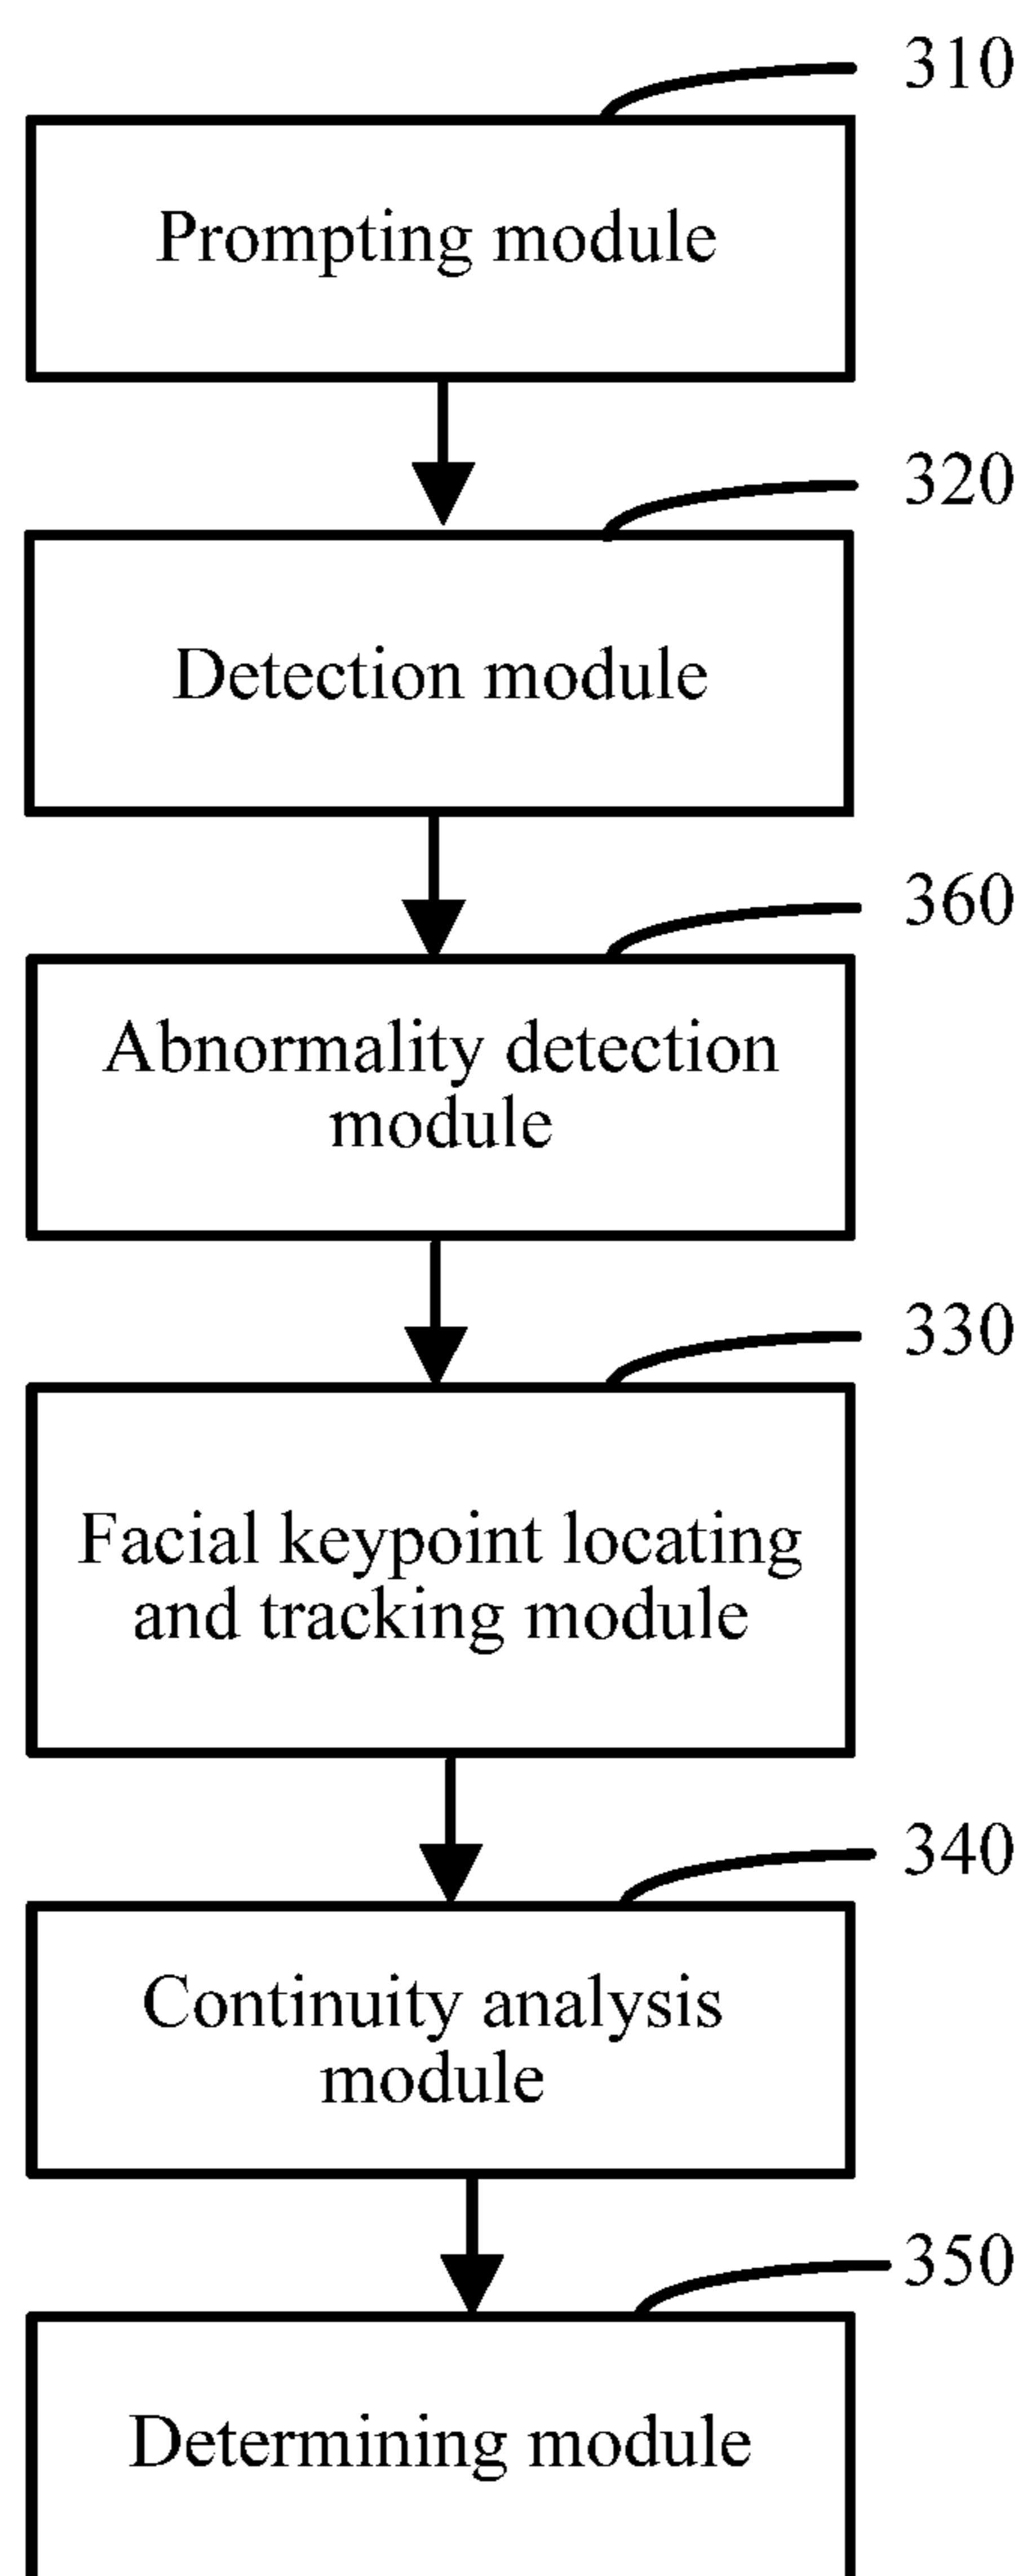 310
Prompting module
320
Detection module
360
Abnormality detection
module
330
Facial keypoint locating
and tracking module
340
Continuity analysis
module
350
Determining module